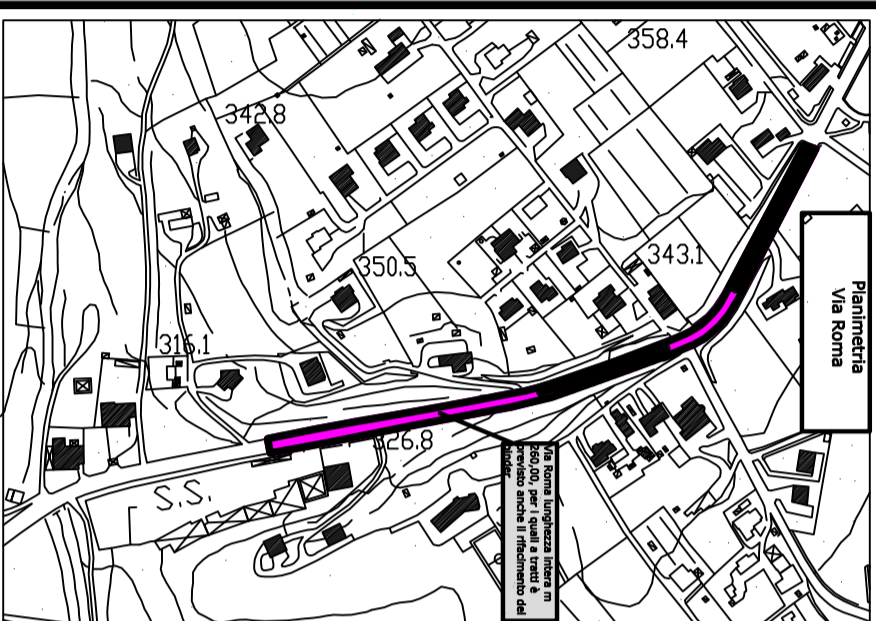 Planimetria
Via Roma
358.4
342.8
343.1
350.5
316.1
326.8
S.S.
Via Roma lunghezza intera m
260,00, per i quali a tratti è
previsto anche il rifacimento del
binder